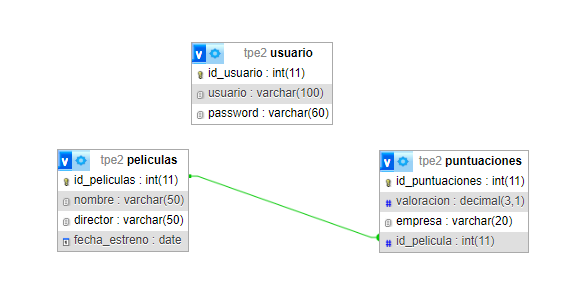 v tpe2 usuario
id_usuario : int(11)
usuario : varchar(100)
password : varchar(60)
v tpe2 peliculas
id_peliculas : int(11)
nombre : varchar(50)
director : varchar(50)
fecha_estreno : date
v tpe2 puntuaciones
id_puntuaciones : int(11)
# valoracion : decimal(3,1)
empresa : varchar(20)
# id_pelicula : int(11)